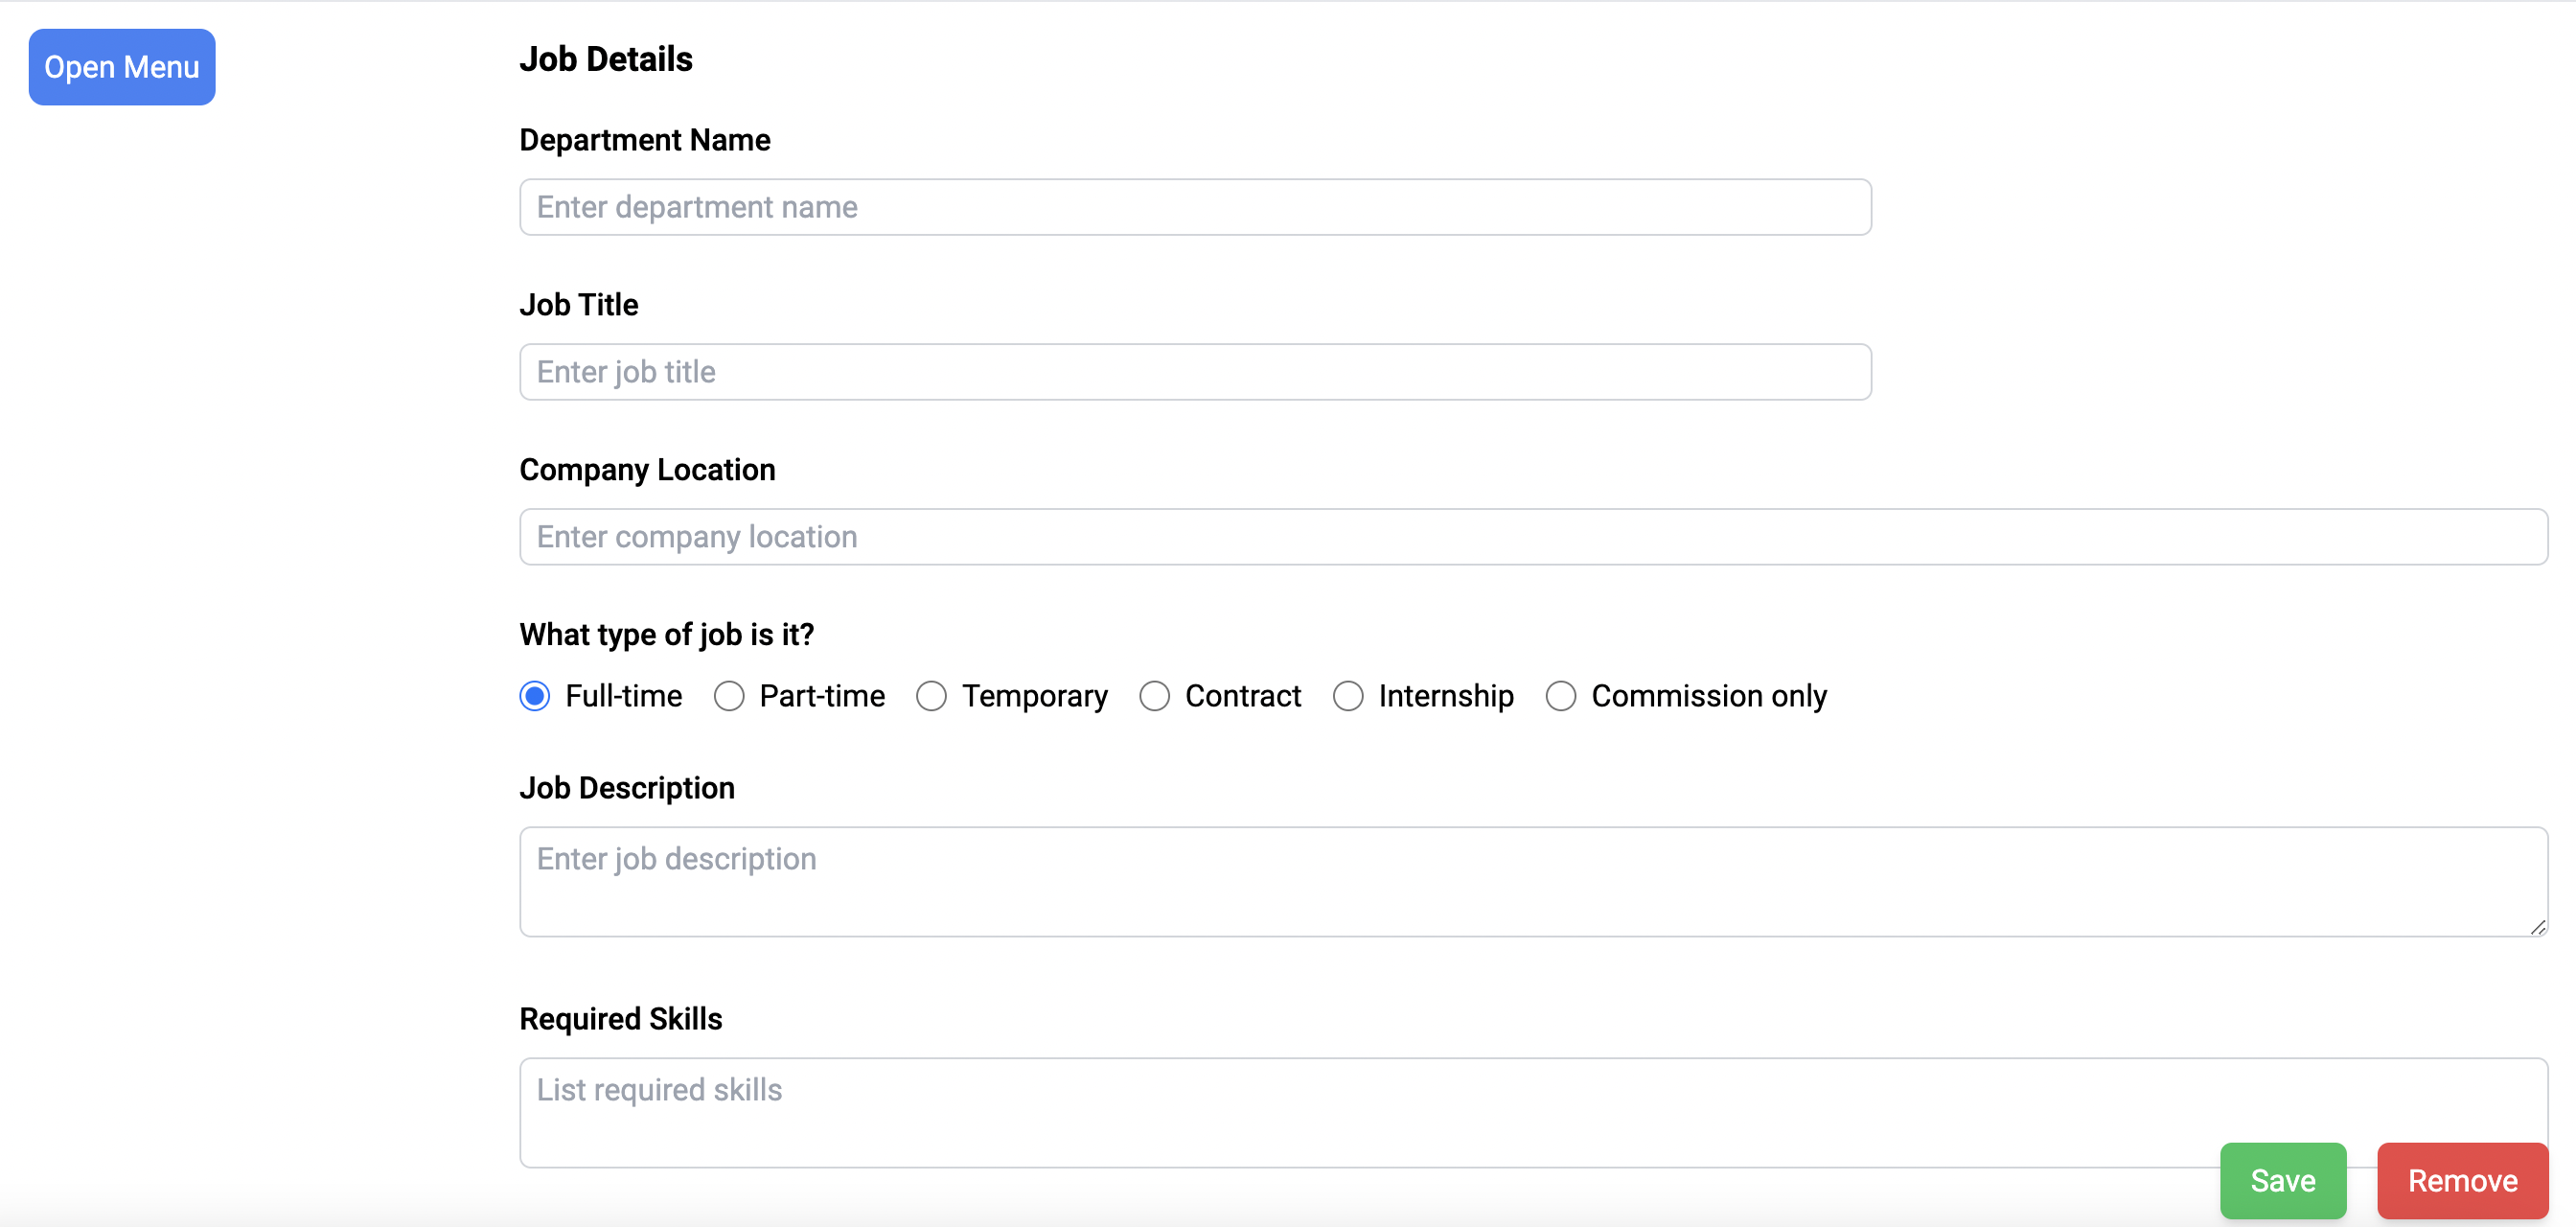 Open Menu
Job Details
Department Name
Enter department name
Job Title
Enter job title
Company Location
Enter company location
What type of job is it?
Full-time Part-time Temporary Contract Internship Commission only
Job Description
Enter job description
Required Skills
List required skills
Save Remove